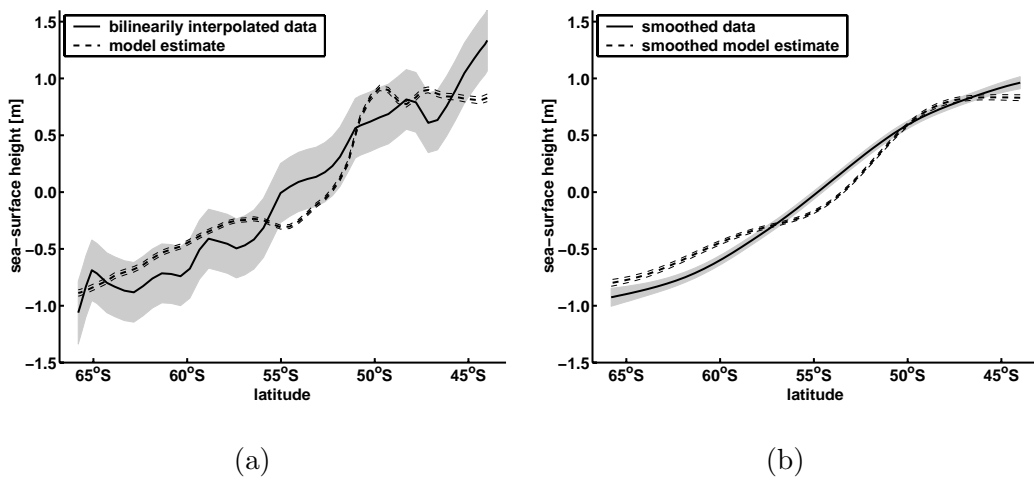 bilinearily interpolated data
model estimate
1.5
1.0
0.5
0.0
−0.5
−1.0
−1.5
sea−surface height [m]
65°S
60°S
55°S
50°S
45°S
latitude
(a)
smoothed data
smoothed model estimate
1.5
1.0
0.5
0.0
−0.5
−1.0
−1.5
sea−surface height [m]
65°S
60°S
55°S
50°S
45°S
latitude
(b)